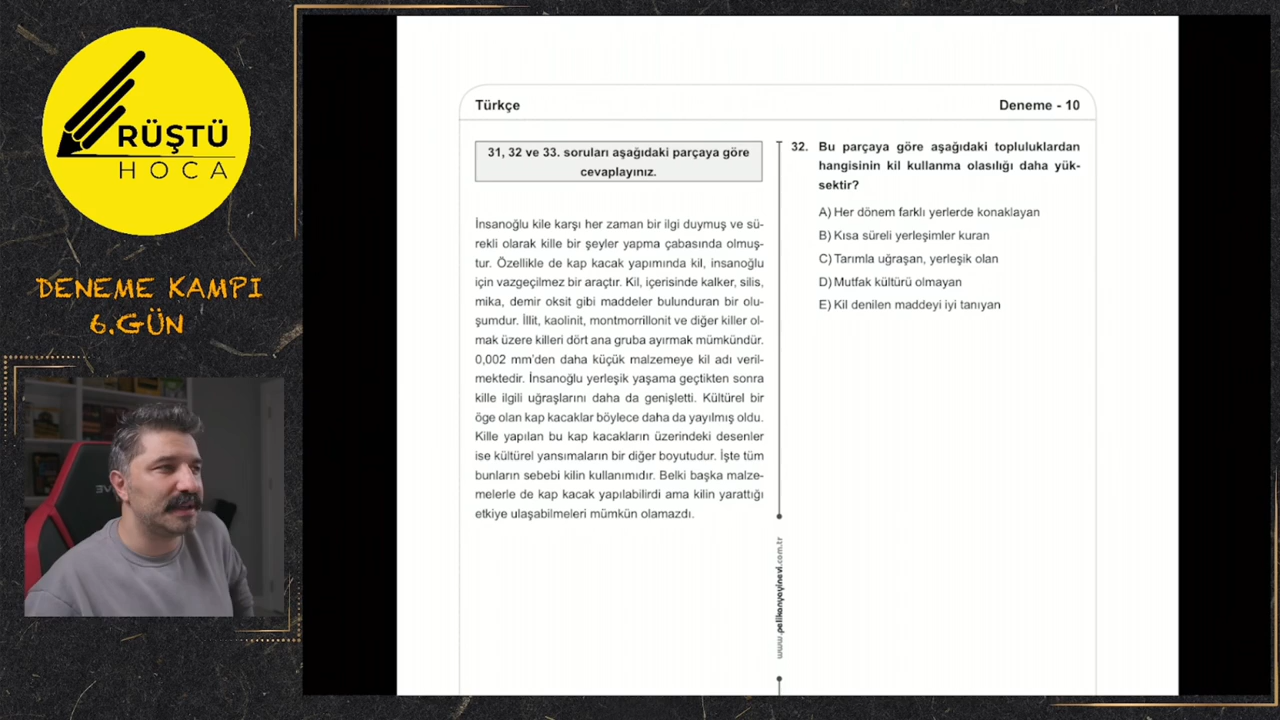 RÜŞTÜ
HOCA
DENEME KAMPI
6.GÜN
Türkçe
Deneme - 10
31, 32 ve 33. soruları aşağıdaki parçaya göre
cevaplayınız.
İnsanoğlu kile karşı her zaman bir ilgi duymuş ve sü-
rekli olarak kille bir şeyler yapma çabasında olmuş-
tur. Özellikle de kap kacak yapımında kil, insanoğlu
için vazgeçilmez bir araçtır. Kil, içerisinde kalker, silis,
mika, demir oksit gibi maddeler bulunduran bir olu-
şumdur. İllit, kaolinit, montmorrillonit ve diğer killer ol-
mak üzere killeri dört ana gruba ayırmak mümkündür.
0,002 mm'den daha küçük malzemeye kil adı veril-
mektedir. İnsanoğlu yerleşik yaşama geçtikten sonra
kille ilgili uğraşlarını daha da genişletti. Kültürel bir
öge olan kap kacaklar böylece daha da yayılmış oldu.
Kille yapılan bu kap kacakların üzerindeki desenler
ise kültürel yansımaların bir diğer boyutudur. İşte tüm
bunların sebebi kilin kullanımıdır. Belki başka malze-
melerle de kap kacak yapılabilirdi ama kilin yarattığı
etkiye ulaşabilmeleri mümkün olamazdı.
www.pelikanyayinevi.com.tr
32. Bu parçaya göre aşağıdaki topluluklardan
hangisinin kil kullanma olasılığı daha yük-
sektir?
A) Her dönem farklı yerlerde konaklayan
B) Kısa süreli yerleşimler kuran
C) Tarımla uğraşan, yerleşik olan
D) Mutfak kültürü olmayan
E) Kil denilen maddeyi iyi tanıyan